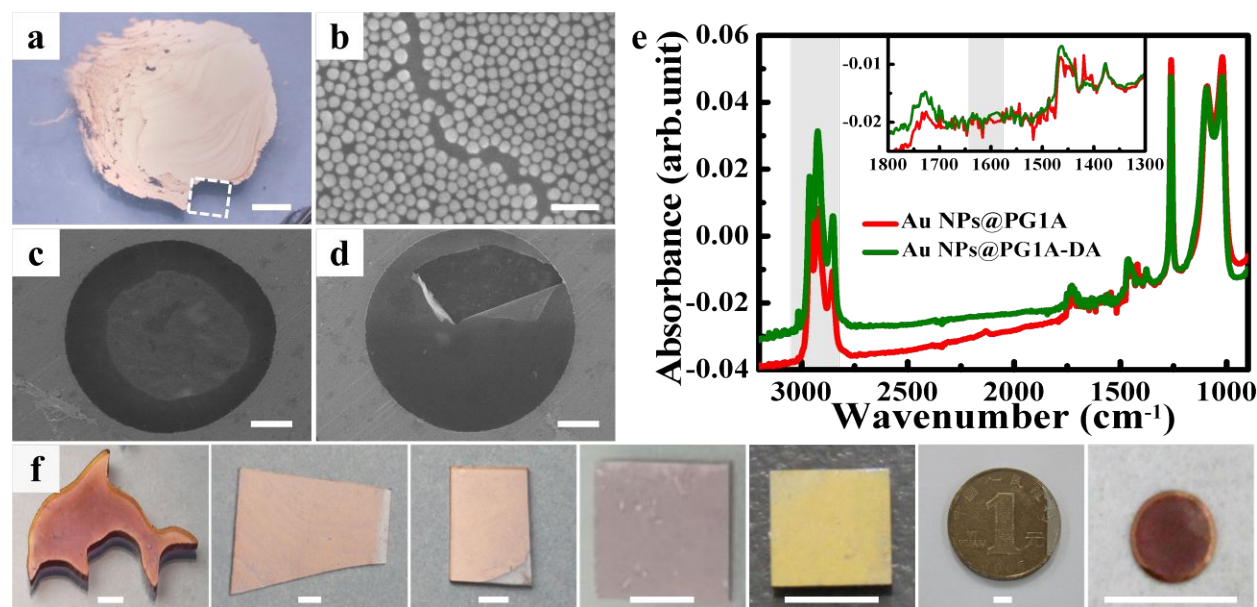 a
b
c
d
e
f
0.06
0.04
0.02
0.00
-0.02
-0.04
Absorbance (arb.unit)
-0.01
-0.02
1800 1700 1600 1500 1400 1300
Au NPs@PG1A
Au NPs@PG1A-DA
3000 2500 2000 1500 1000
Wavenumber (cm-1)
1
元